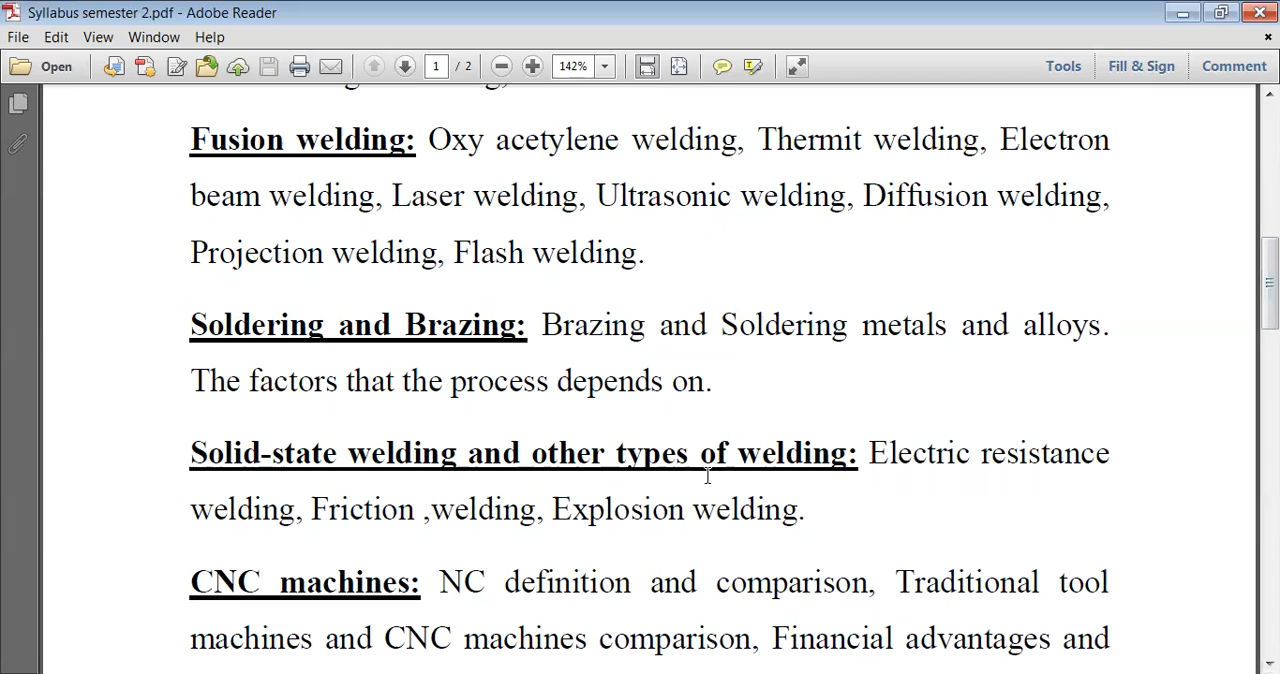 Syllabus semester 2.pdf - Adobe Reader
File Edit View Window Help
Open 1 / 2 142% Tools Fill & Sign Comment
Fusion welding: Oxy acetylene welding, Thermit welding, Electron
beam welding, Laser welding, Ultrasonic welding, Diffusion welding,
Projection welding, Flash welding.
Soldering and Brazing: Brazing and Soldering metals and alloys.
The factors that the process depends on.
Solid-state welding and other types of welding: Electric resistance
welding, Friction ,welding, Explosion welding.
CNC machines: NC definition and comparison, Traditional tool
machines and CNC machines comparison, Financial advantages and